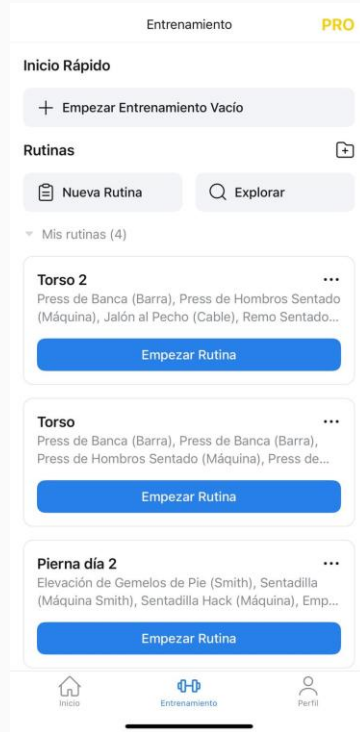 Entrenamiento
PRO
Inicio Rápido
+ Empezar Entrenamiento Vacío
Rutinas
Nueva Rutina
Explorar
Mis rutinas (4)
Torso 2
Press de Banca (Barra), Press de Hombros Sentado
(Máquina), Jalón al Pecho (Cable), Remo Sentado...
Empezar Rutina
Torso
Press de Banca (Barra), Press de Banca (Barra),
Press de Hombros Sentado (Máquina), Press de...
Empezar Rutina
Pierna día 2
Elevación de Gemelos de Pie (Smith), Sentadilla
(Máquina Smith), Sentadilla Hack (Máquina), Emp...
Empezar Rutina
Inicio
Entrenamiento
Perfil